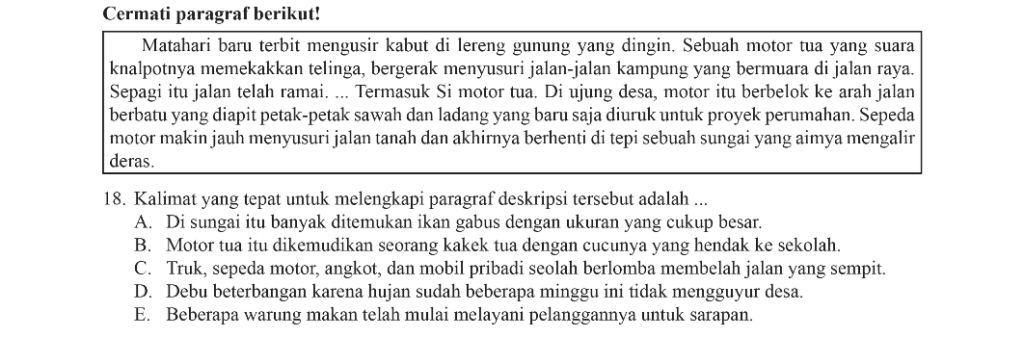 Cermati paragraf berikut!
Matahari baru terbit mengusir kabut di lereng gunung yang dingin. Sebuah motor tua yang suara
knalpotnya memekakkan telinga, bergerak menyusuri jalan-jalan kampung yang bermuara di jalan raya.
Sepagi itu jalan telah ramai. ... Termasuk Si motor tua. Di ujung desa, motor itu berbelok ke arah jalan
berbatu yang diapit petak-petak sawah dan ladang yang baru saja diuruk untuk proyek perumahan. Sepeda
motor makin jauh menyusuri jalan tanah dan akhirnya berhenti di tepi sebuah sungai yang aimya mengalir
deras.
18. Kalimat yang tepat untuk melengkapi paragraf deskripsi tersebut adalah ...
A. Di sungai itu banyak ditemukan ikan gabus dengan ukuran yang cukup besar.
B. Motor tua itu dikemudikan seorang kakek tua dengan cucunya yang hendak ke sekolah.
C. Truk, sepeda motor, angkot, dan mobil pribadi seolah berlomba membelah jalan yang sempit.
D. Debu beterbangan karena hujan sudah beberapa minggu ini tidak mengguyur desa.
E. Beberapa warung makan telah mulai melayani pelanggannya untuk sarapan.